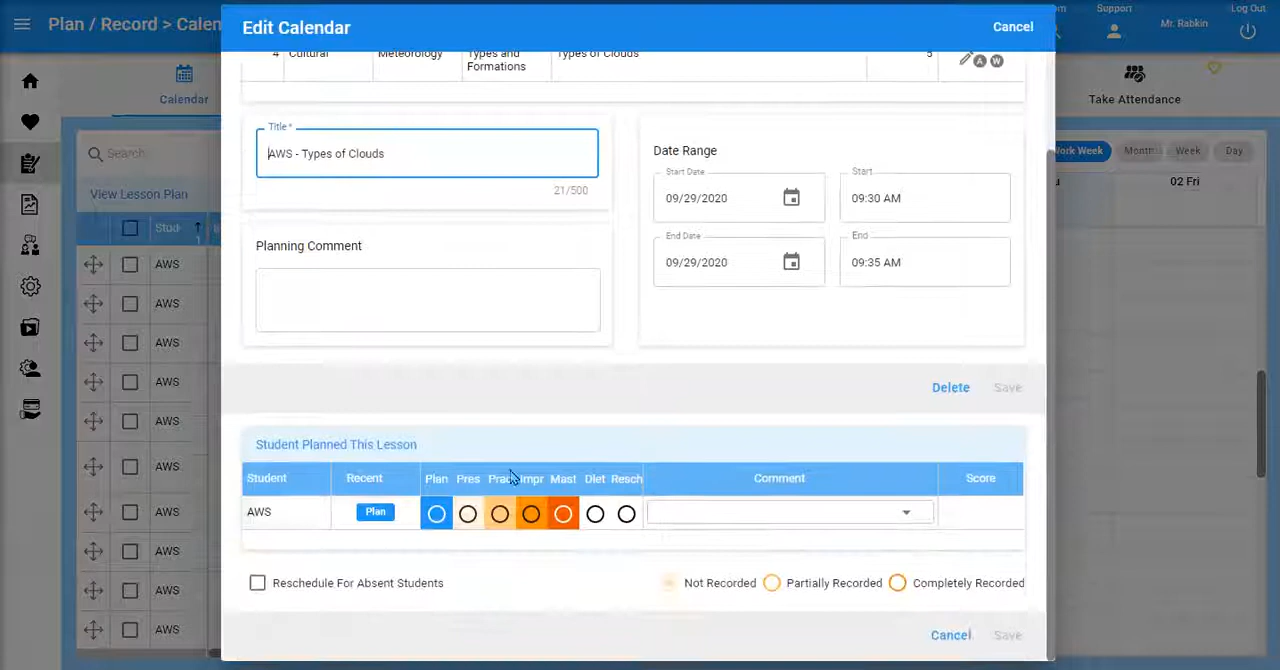 Plan / Record > Calen
Edit Calendar
Cancel
Support
Mr. Rabkin
Log Out
Calendar
Take Attendance
4 Cultural Meteorology Types and Formations Types of Clouds 5
A W
Title *
AWS - Types of Clouds
21/500
Planning Comment
Date Range
Start Date
09/29/2020
Start
09:30 AM
End Date
09/29/2020
End
09:35 AM
Search
View Lesson Plan
Stud
1
Work Week
Month
Week
Day
02 Fri
AWS
AWS
AWS
AWS
AWS
AWS
AWS
AWS
AWS
AWS
Delete
Save
Student Planned This Lesson
Student Recent Plan Pres Prac Impr Mast Diet Resch Comment Score
AWS Plan
Reschedule For Absent Students
Not Recorded
Partially Recorded
Completely Recorded
Cancel
Save